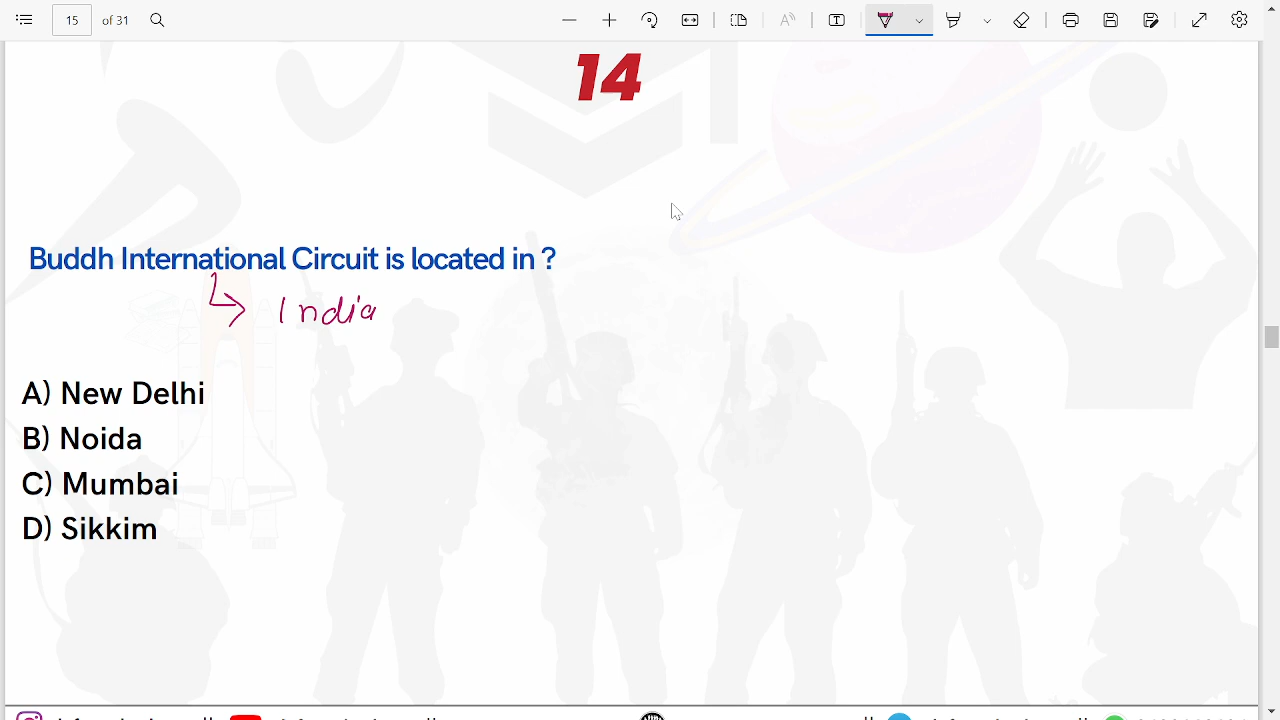 15 of 31
14
Buddh International Circuit is located in ?
India
A) New Delhi
B) Noida
C) Mumbai
D) Sikkim